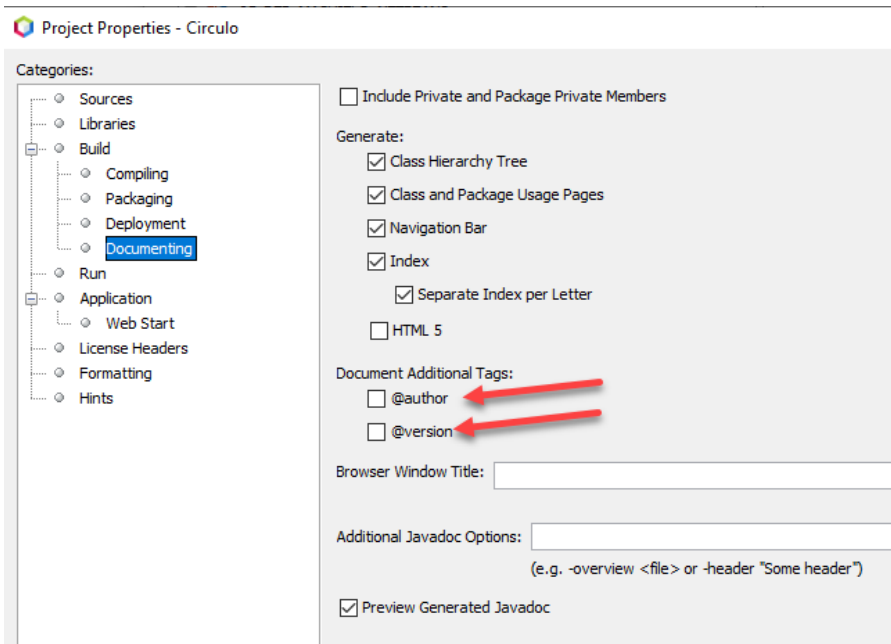 Project Properties - Circulo
Categories:
Sources
Libraries
Build
Compiling
Packaging
Deployment
Documenting
Run
Application
Web Start
License Headers
Formatting
Hints
Include Private and Package Private Members
Generate:
Class Hierarchy Tree
Class and Package Usage Pages
Navigation Bar
Index
Separate Index per Letter
HTML 5
Document Additional Tags:
@author
@version
Browser Window Title:
Additional Javadoc Options:
(e.g. -overview <file> or -header "Some header")
Preview Generated Javadoc